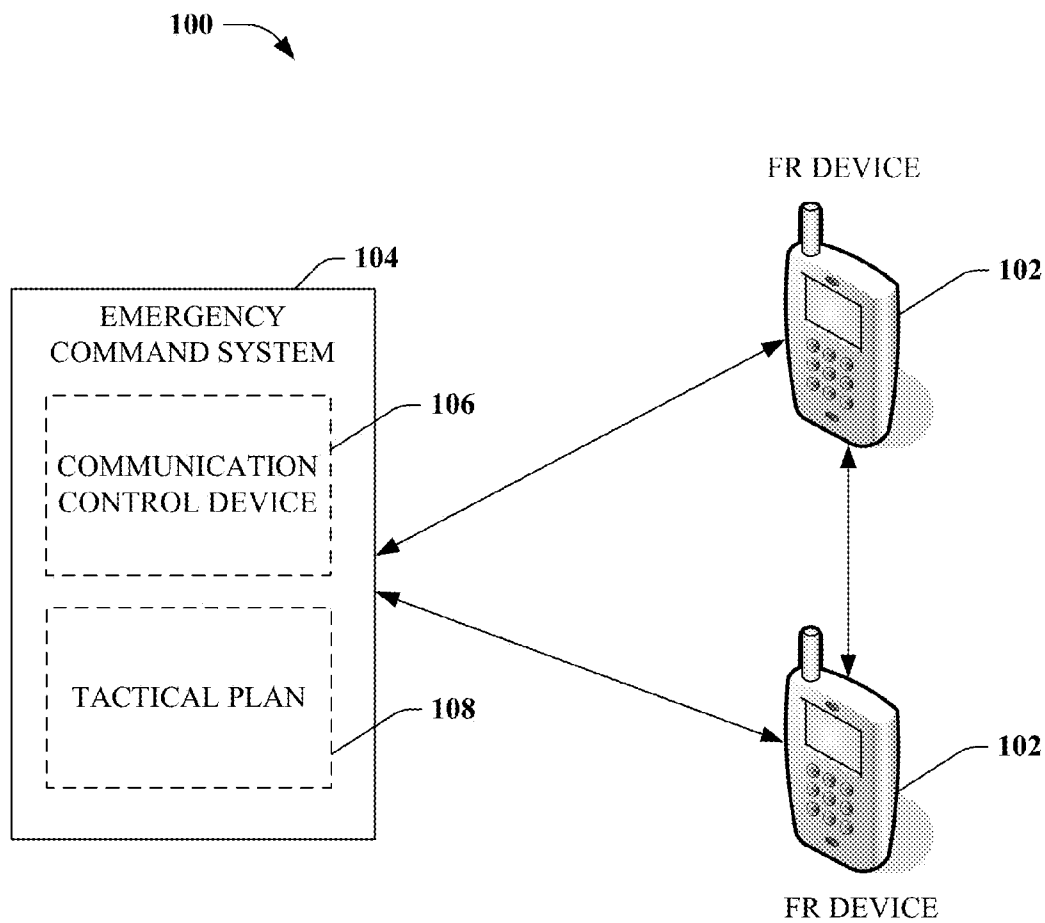 100
FR DEVICE
102
104
EMERGENCY
COMMAND SYSTEM
106
COMMUNICATION
CONTROL DEVICE
TACTICAL PLAN
108
102
FR DEVICE